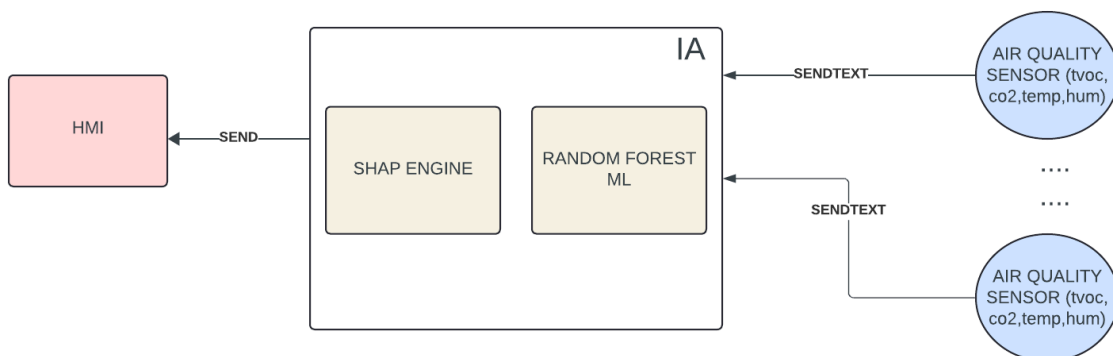 HMI
SEND
IA
SHAP ENGINE
RANDOM FOREST
ML
SENDTEXT
SENDTEXT
AIR QUALITY
SENSOR (tvoc,
co2,temp,hum)
....
....
AIR QUALITY
SENSOR (tvoc,
co2,temp,hum)